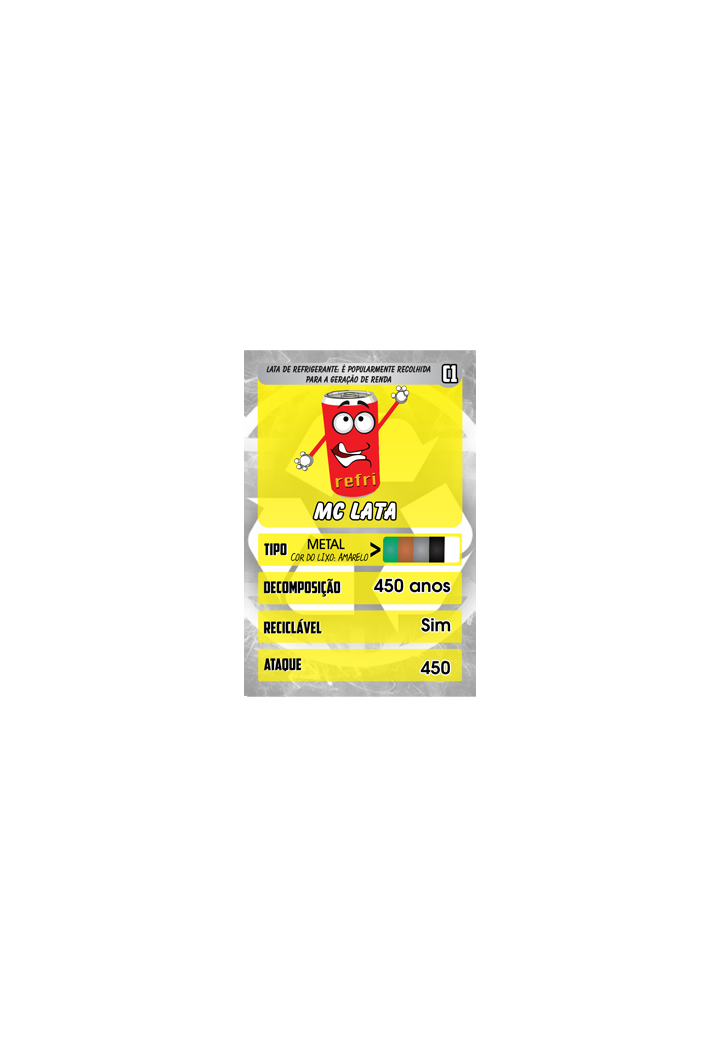 LATA DE REFRIGERANTE: É POPULARMENTE RECOLHIDA
PARA A GERAÇÃO DE RENDA
C1
refri
MC LATA
TIPO METAL >
COR DO LIXO: AMARELO
DECOMPOSIÇÃO 450 anos
RECICLÁVEL Sim
ATAQUE 450